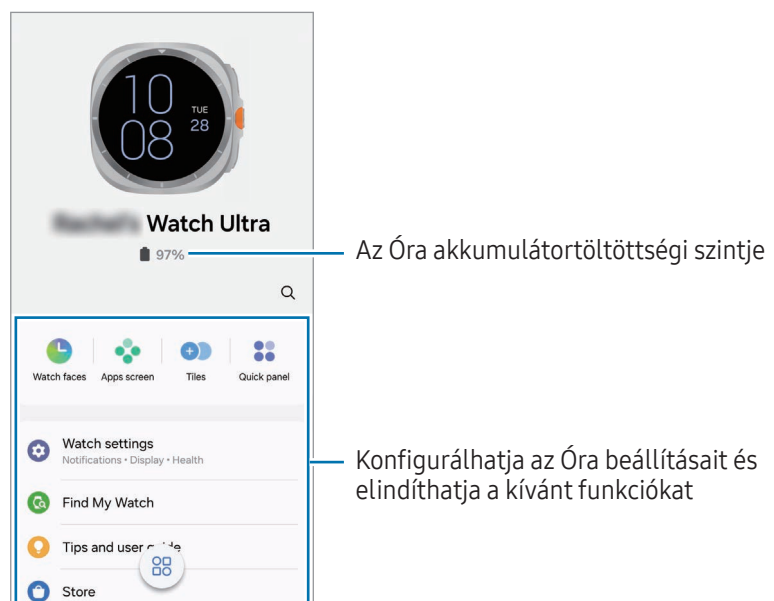 10
08
TUE
28
Watch Ultra
97%
Az Óra akkumulátortöltöttségi szintje
Watch faces
Apps screen
Tiles
Quick panel
Watch settings
Notifications • Display • Health
Konfigurálhatja az Óra beállításait és
elindíthatja a kívánt funkciókat
Find My Watch
Tips and user
Store